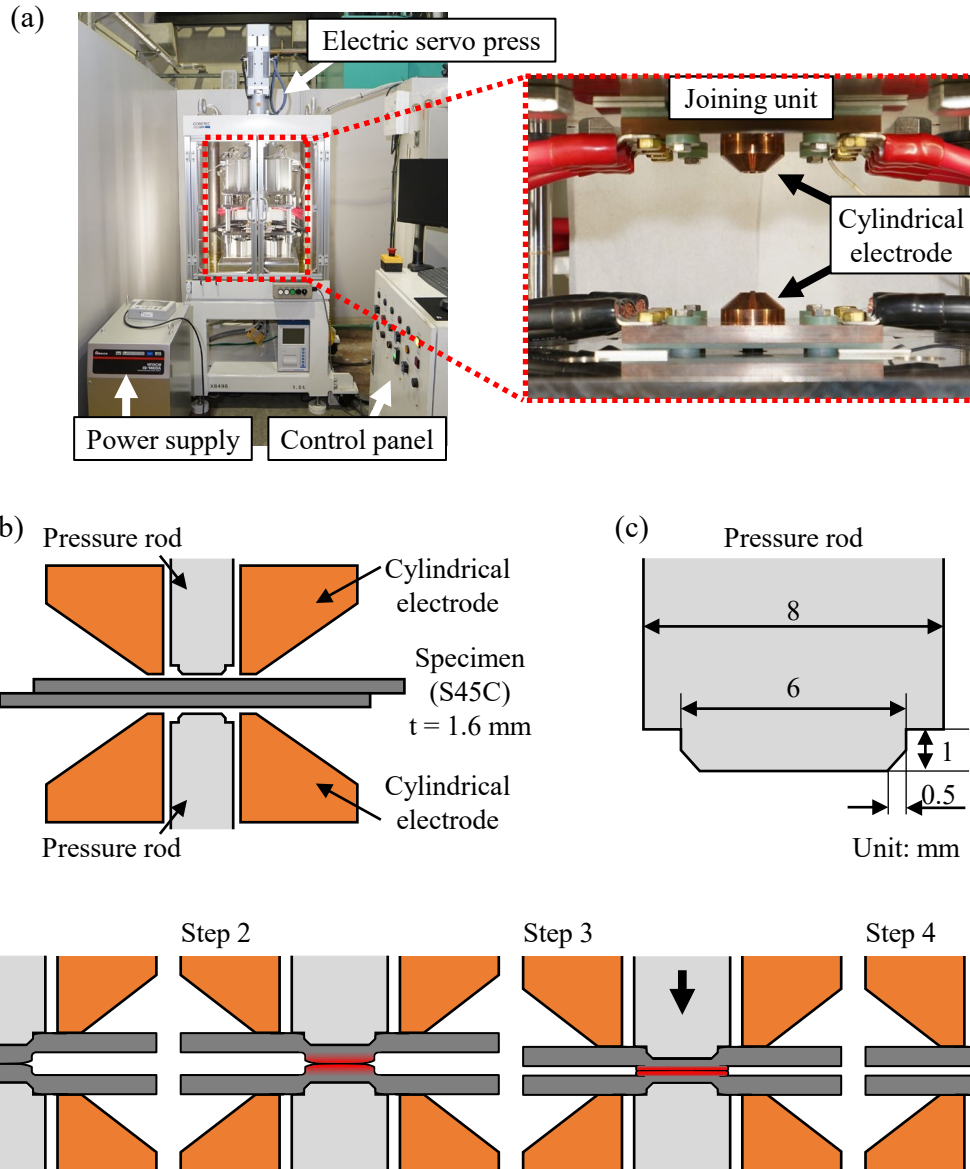 (a)
Electric servo press
Joining unit
Cylindrical
electrode
Power supply
Control panel
b)
Pressure rod
Cylindrical
electrode
Specimen
(S45C)
t = 1.6 mm
Cylindrical
electrode
Pressure rod
(c)
Pressure rod
8
6
1
0.5
Unit: mm
Step 2
Step 3
Step 4